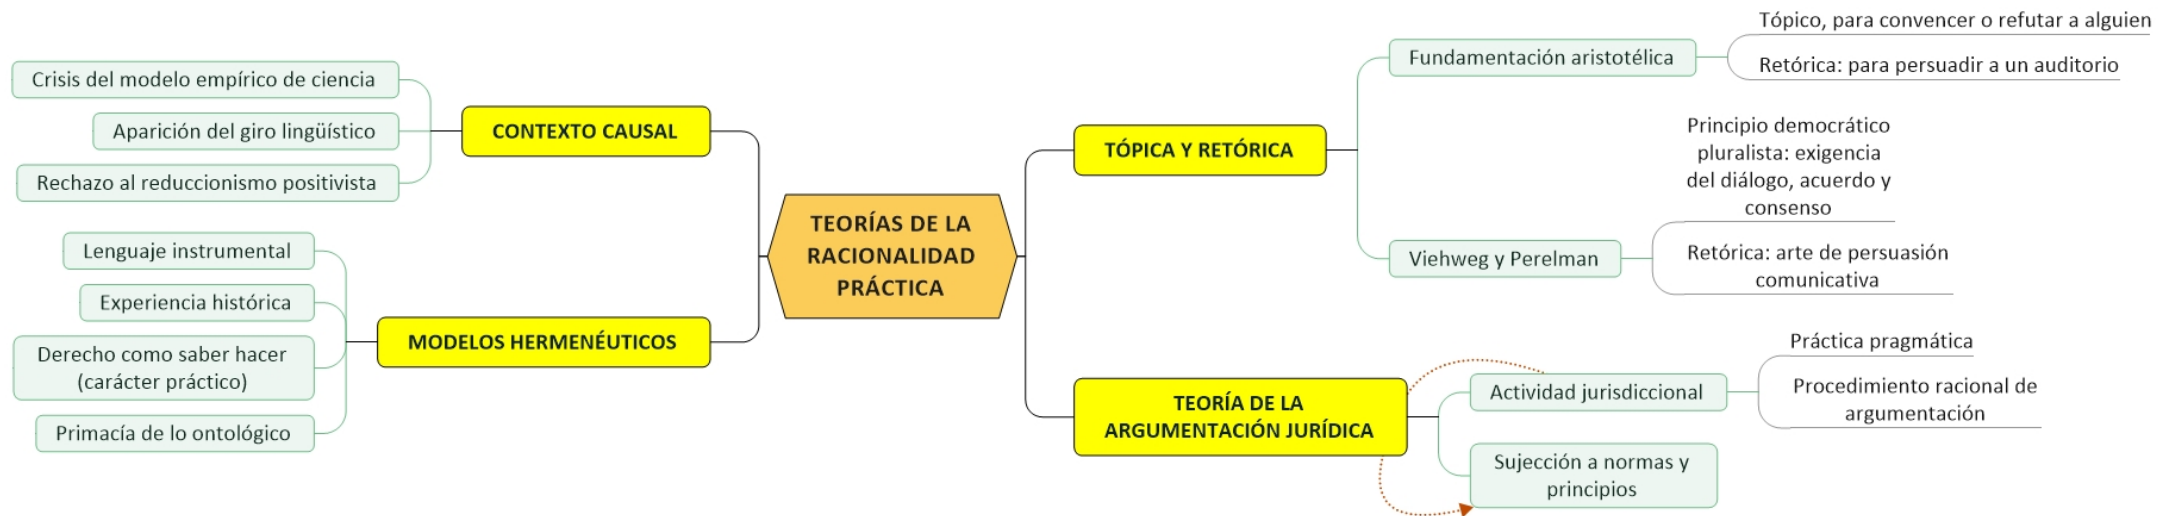 TEORÍAS DE LA
RACIONALIDAD
PRÁCTICA
CONTEXTO CAUSAL
Crisis del modelo empírico de ciencia
Aparición del giro lingüístico
Rechazo al reduccionismo positivista
MODELOS HERMENÉUTICOS
Lenguaje instrumental
Experiencia histórica
Derecho como saber hacer
(carácter práctico)
Primacía de lo ontológico
TÓPICA Y RETÓRICA
Fundamentación aristotélica
Tópico, para convencer o refutar a alguien
Retórica: para persuadir a un auditorio
Viehweg y Perelman
Principio democrático
pluralista: exigencia
del diálogo, acuerdo y
consenso
Retórica: arte de persuasión
comunicativa
TEORÍA DE LA
ARGUMENTACIÓN JURÍDICA
Actividad jurisdiccional
Práctica pragmática
Procedimiento racional de
argumentación
Sujección a normas y
principios